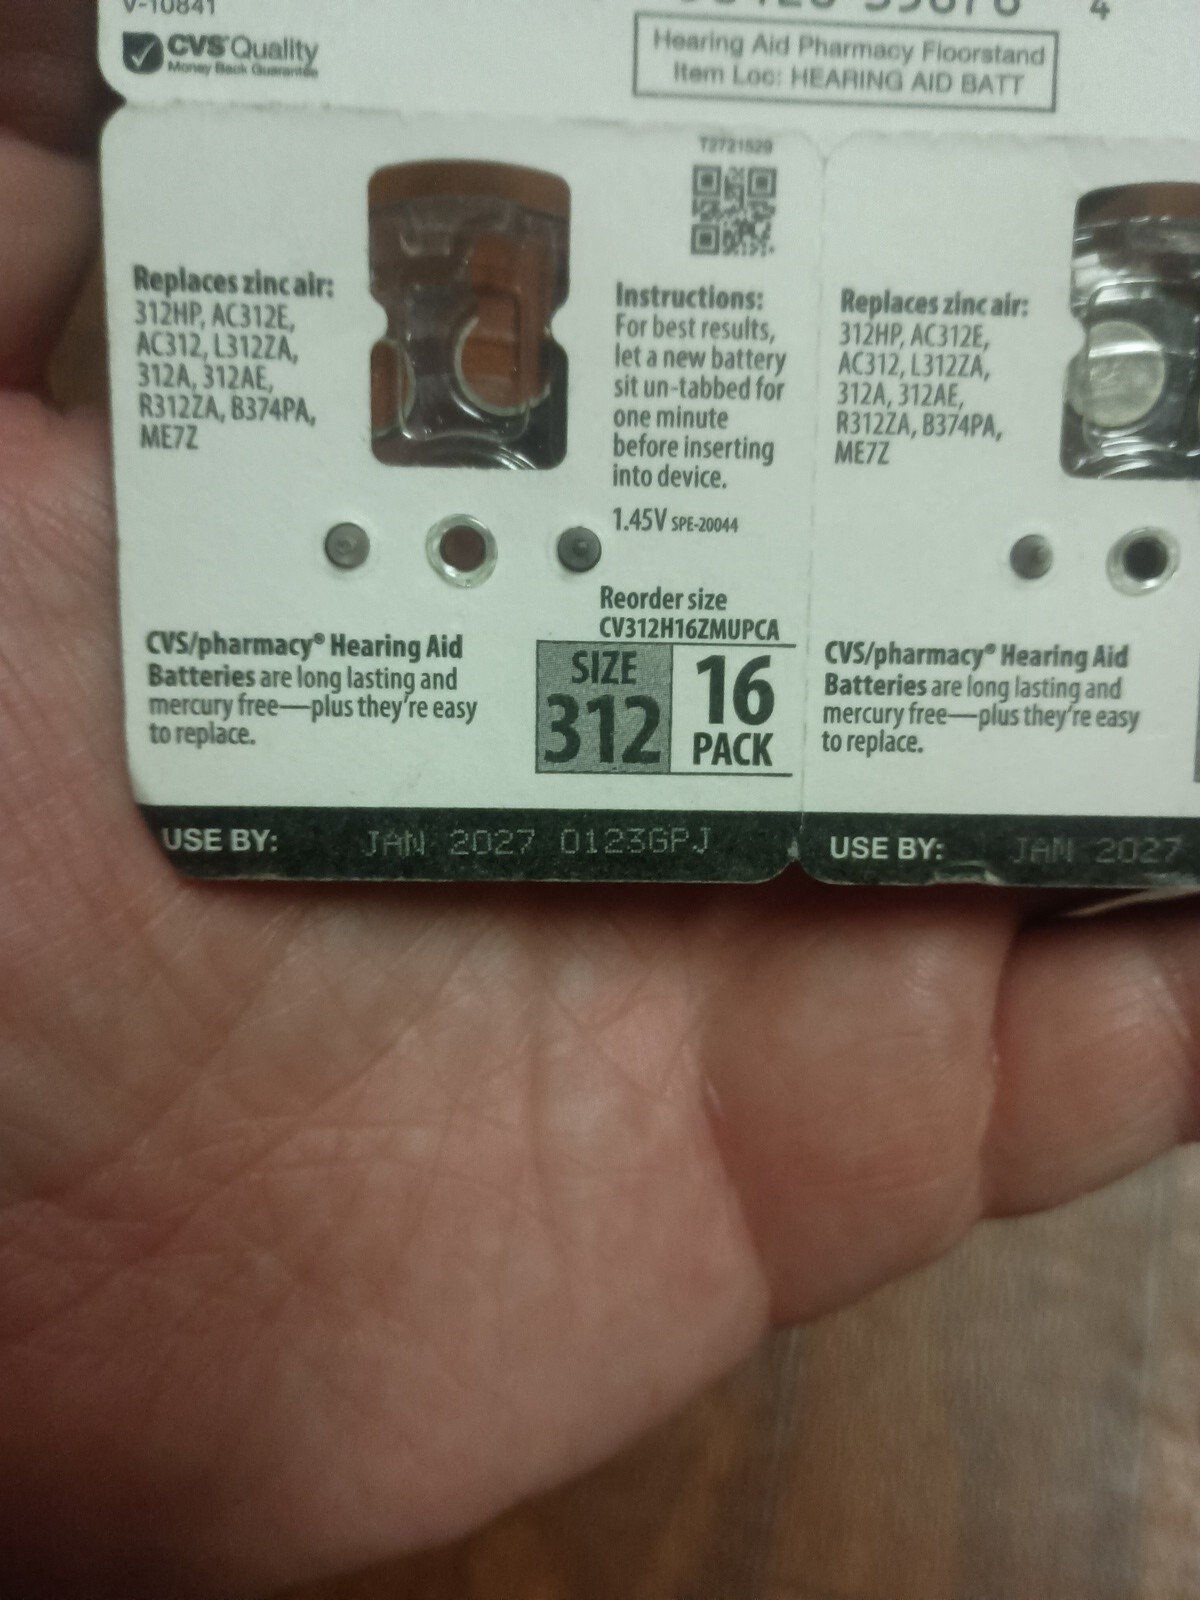 V-10841
CVS Quality
Money Back Guarantee
4
Hearing Aid Pharmacy Floorstand
Item Loc: HEARING AID BATT
T2721529
Replaces zinc air:
312HP, AC312E,
AC312, L312ZA,
312A, 312AE,
R312ZA, B374PA,
ME7Z
Instructions:
For best results,
let a new battery
sit un-tabbed for
one minute
before inserting
into device.
1.45V SPE-20044
Reorder size
CV312H16ZMUPCA
SIZE
312
16
PACK
CVS/pharmacy® Hearing Aid
Batteries are long lasting and
mercury free—plus they're easy
to replace.
USE BY: JAN 2027 0123GPJ
Replaces zinc air:
312HP, AC312E,
AC312, L312ZA,
312A, 312AE,
R312ZA, B374PA,
ME7Z
CVS/pharmacy® Hearing Aid
Batteries are long lasting and
mercury free—plus they're easy
to replace.
USE BY: JAN 2027